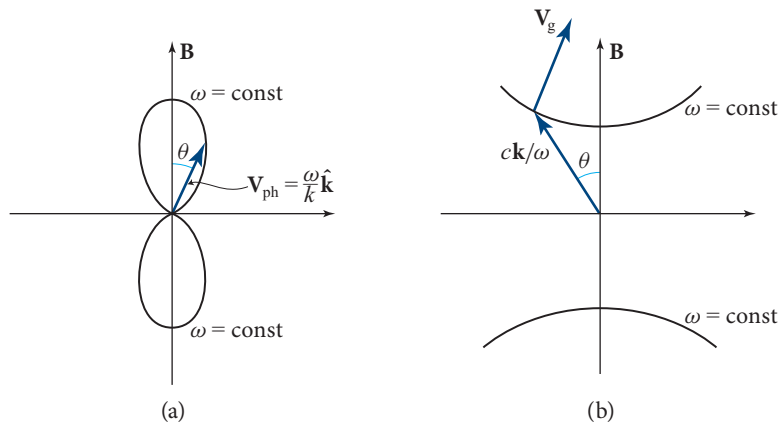 B
ω = const
θ
V_ph = ω/k k̂
ω = const
(a)
V_g
B
ω = const
ck/ω
θ
ω = const
(b)